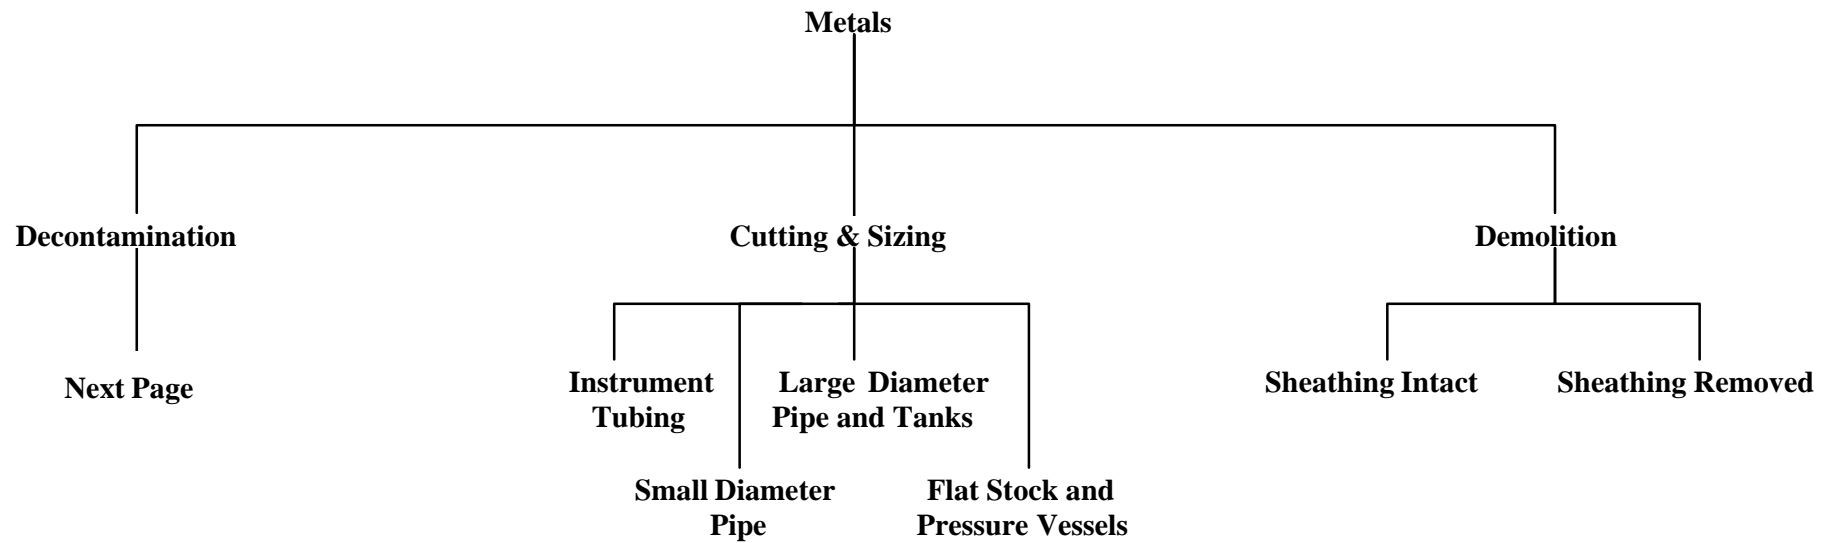 Metals
Decontamination
Cutting & Sizing
Demolition
Next Page
Instrument
Tubing
Large Diameter
Pipe and Tanks
Sheathing Intact
Sheathing Removed
Small Diameter
Pipe
Flat Stock and
Pressure Vessels